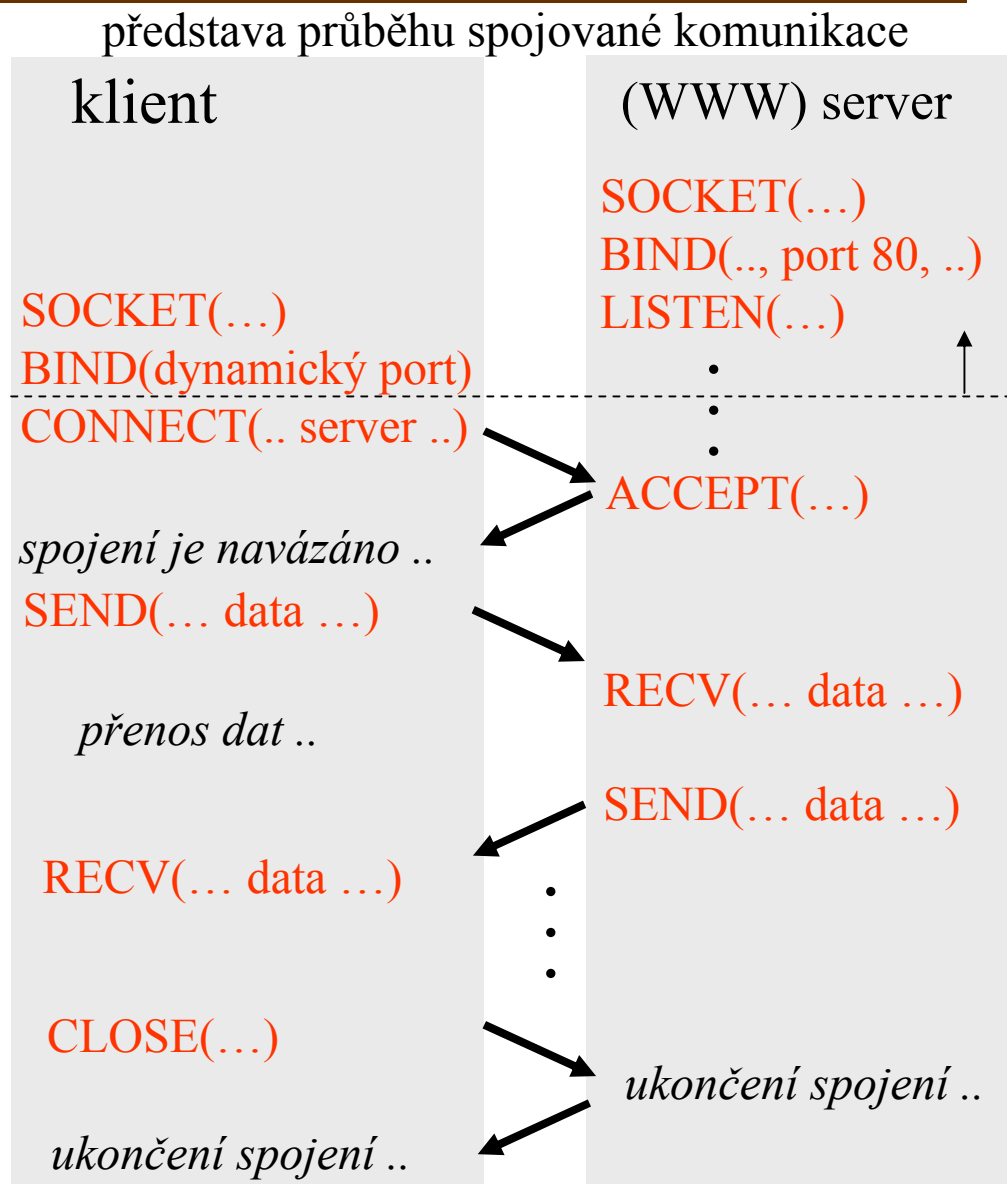 představa průběhu spojované komunikace
klient
(WWW) server
SOCKET(…)
BIND(.., port 80, ..)
LISTEN(…)
SOCKET(…)
BIND(dynamický port)
CONNECT(.. server ..)
ACCEPT(…)
spojení je navázáno ..
SEND(… data …)
RECV(… data …)
přenos dat ..
SEND(… data …)
RECV(… data …)
CLOSE(…)
ukončení spojení ..
ukončení spojení ..